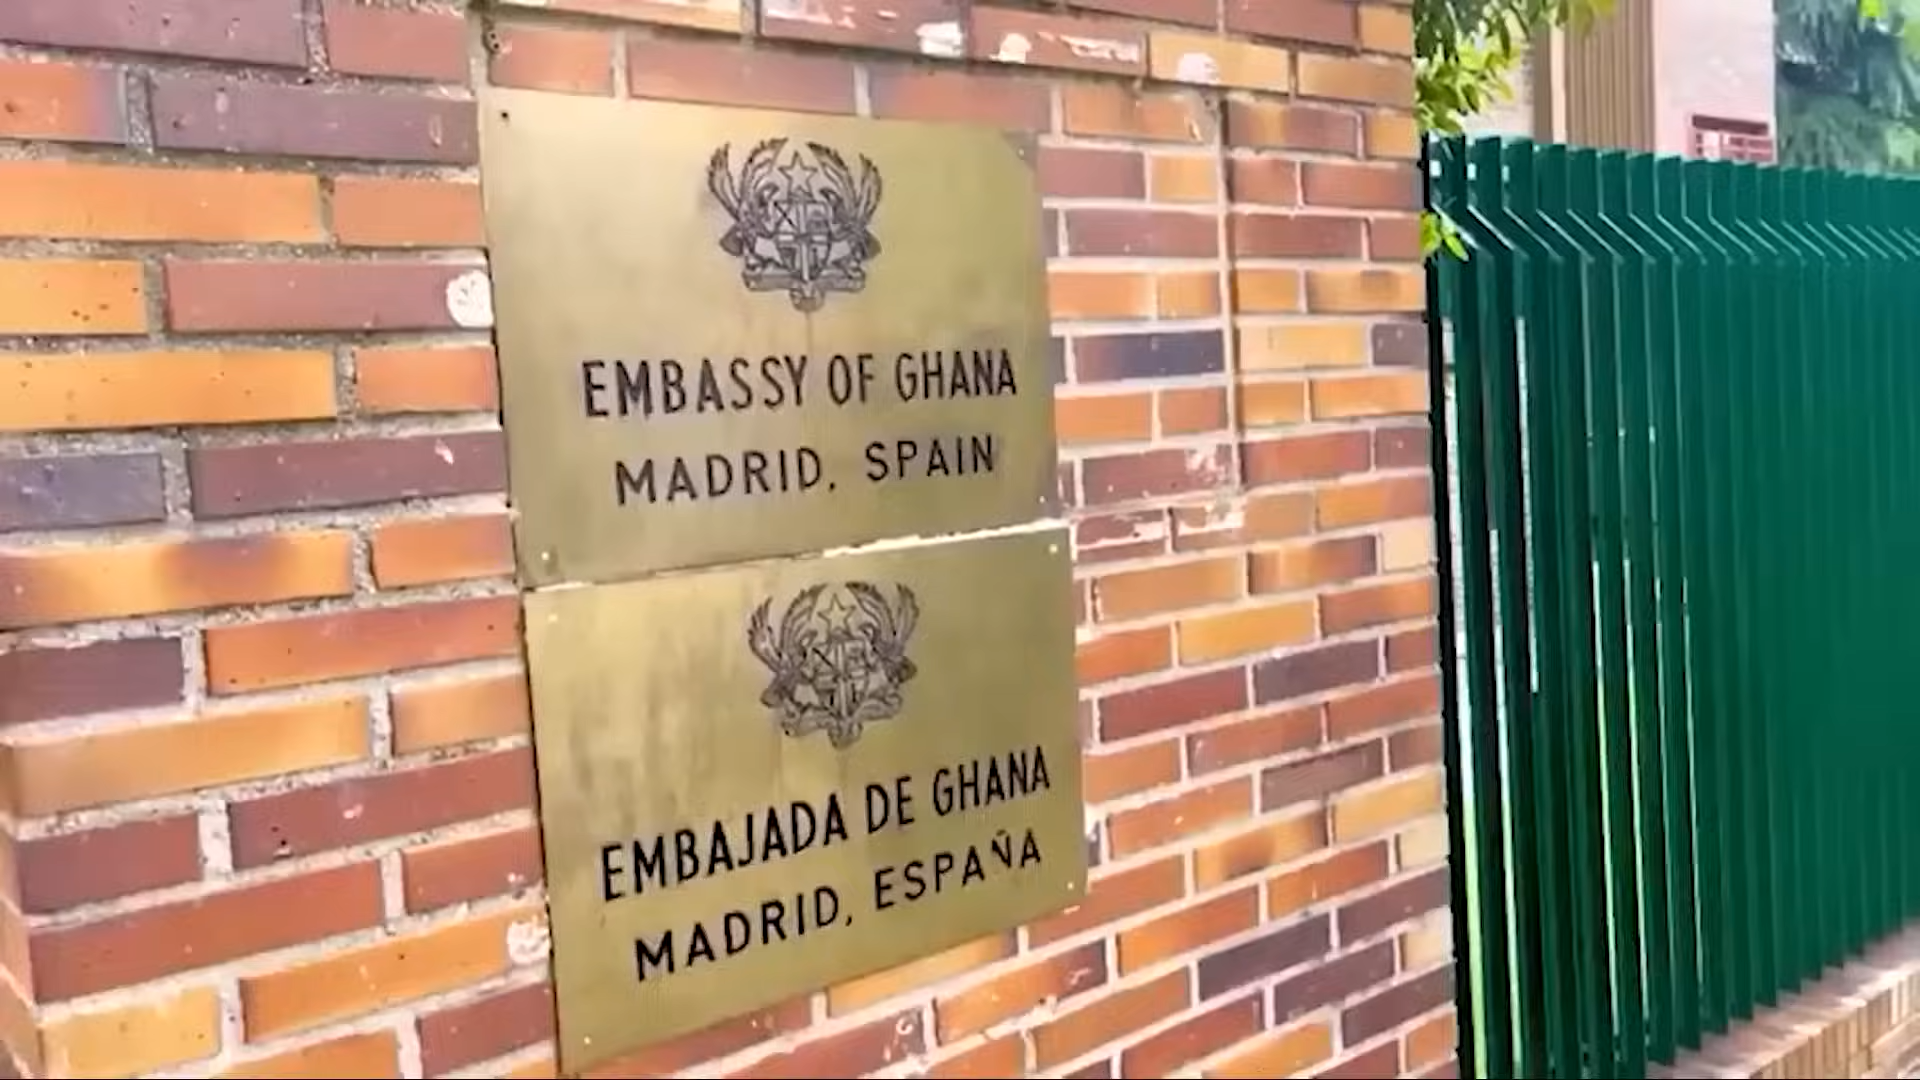 EMBASSY OF GHANA
MADRID, SPAIN
EMBAJADA DE GHANA
MADRID, ESPAÑA